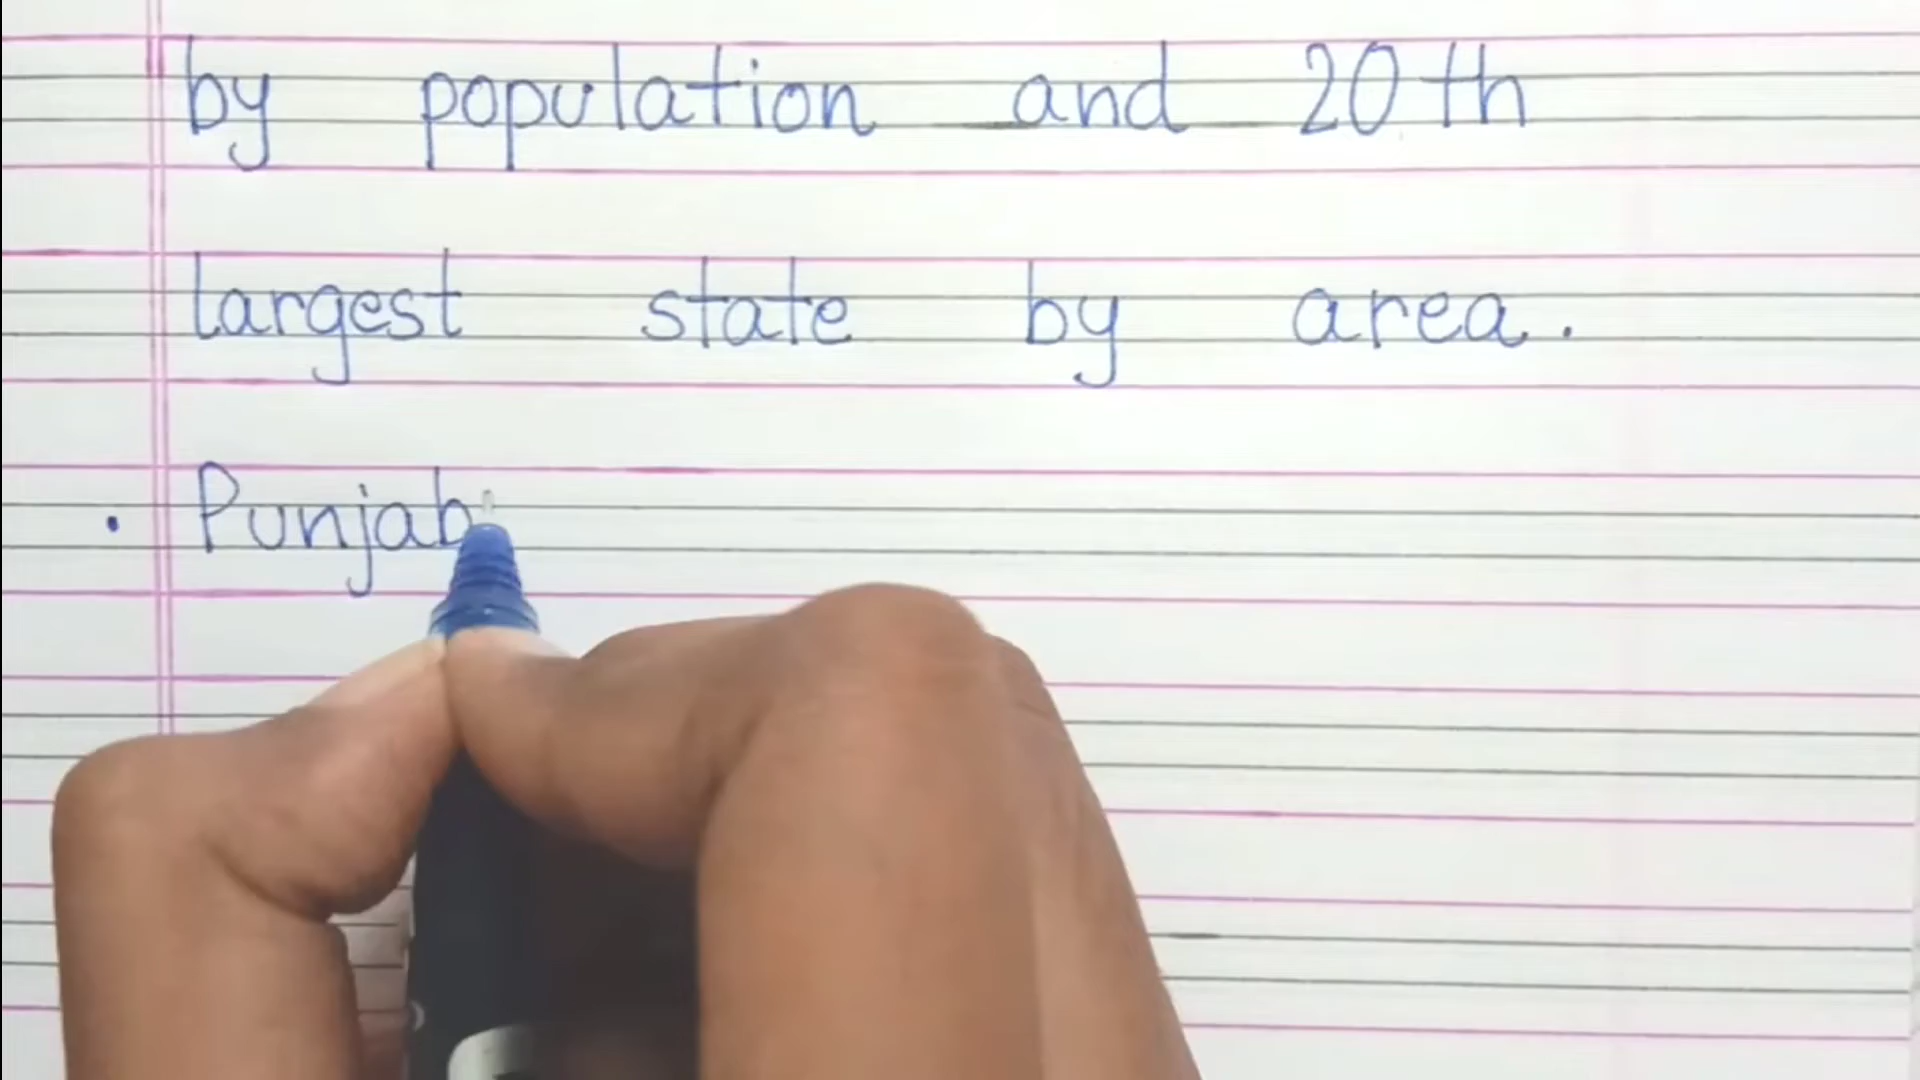 by population and 20th
largest state by area.
• Punjab